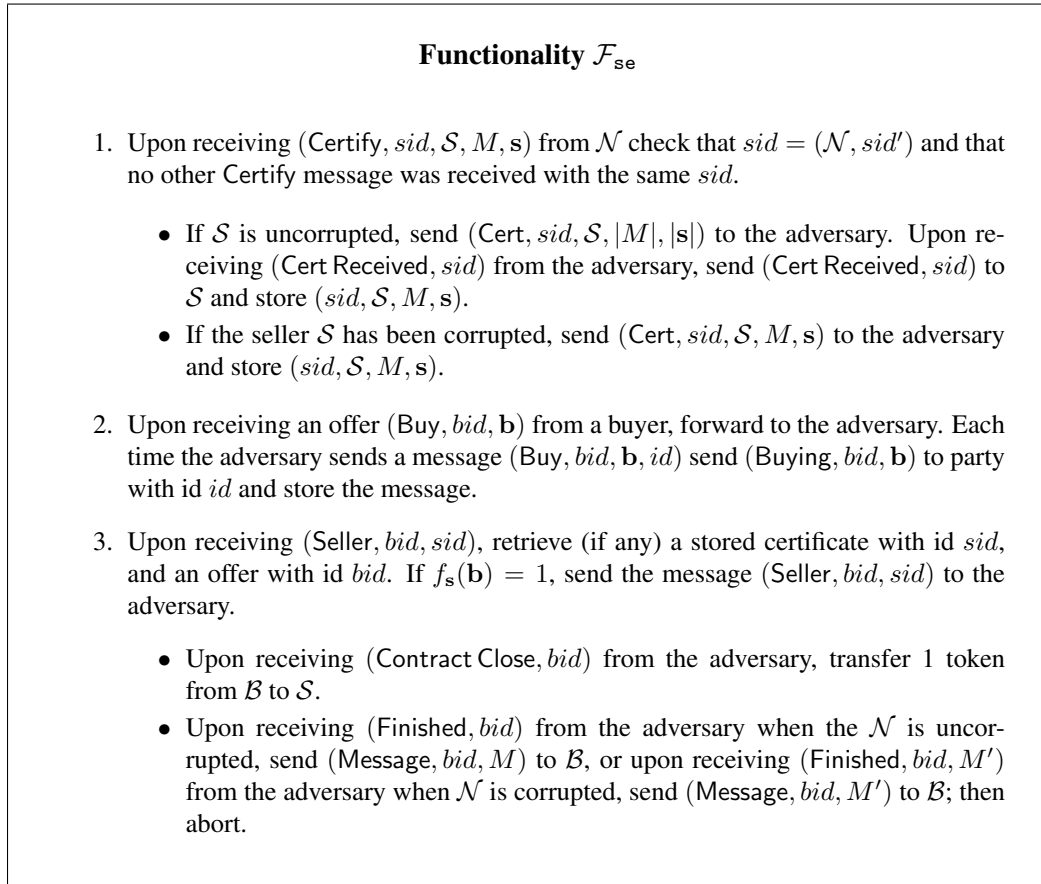 Functionality $\mathcal{F}_{\mathtt{se}}$
1. Upon receiving (Certify, $sid$, $\mathcal{S}$, $M$, $\mathbf{s}$) from $\mathcal{N}$ check that $sid = (\mathcal{N}, sid')$ and that
no other Certify message was received with the same $sid$.
• If $\mathcal{S}$ is uncorrupted, send (Cert, $sid$, $\mathcal{S}$, $|M|$, $|\mathbf{s}|$) to the adversary. Upon re-
ceiving (Cert Received, $sid$) from the adversary, send (Cert Received, $sid$) to
$\mathcal{S}$ and store $(sid, \mathcal{S}, M, \mathbf{s})$.
• If the seller $\mathcal{S}$ has been corrupted, send (Cert, $sid$, $\mathcal{S}$, $M$, $\mathbf{s}$) to the adversary
and store $(sid, \mathcal{S}, M, \mathbf{s})$.
2. Upon receiving an offer (Buy, $bid$, $\mathbf{b}$) from a buyer, forward to the adversary. Each
time the adversary sends a message (Buy, $bid$, $\mathbf{b}$, $id$) send (Buying, $bid$, $\mathbf{b}$) to party
with id $id$ and store the message.
3. Upon receiving (Seller, $bid$, $sid$), retrieve (if any) a stored certificate with id $sid$,
and an offer with id $bid$. If $f_{\mathbf{s}}(\mathbf{b}) = 1$, send the message (Seller, $bid$, $sid$) to the
adversary.
• Upon receiving (Contract Close, $bid$) from the adversary, transfer 1 token
from $\mathcal{B}$ to $\mathcal{S}$.
• Upon receiving (Finished, $bid$) from the adversary when the $\mathcal{N}$ is uncor-
rupted, send (Message, $bid$, $M$) to $\mathcal{B}$, or upon receiving (Finished, $bid$, $M'$)
from the adversary when $\mathcal{N}$ is corrupted, send (Message, $bid$, $M'$) to $\mathcal{B}$; then
abort.